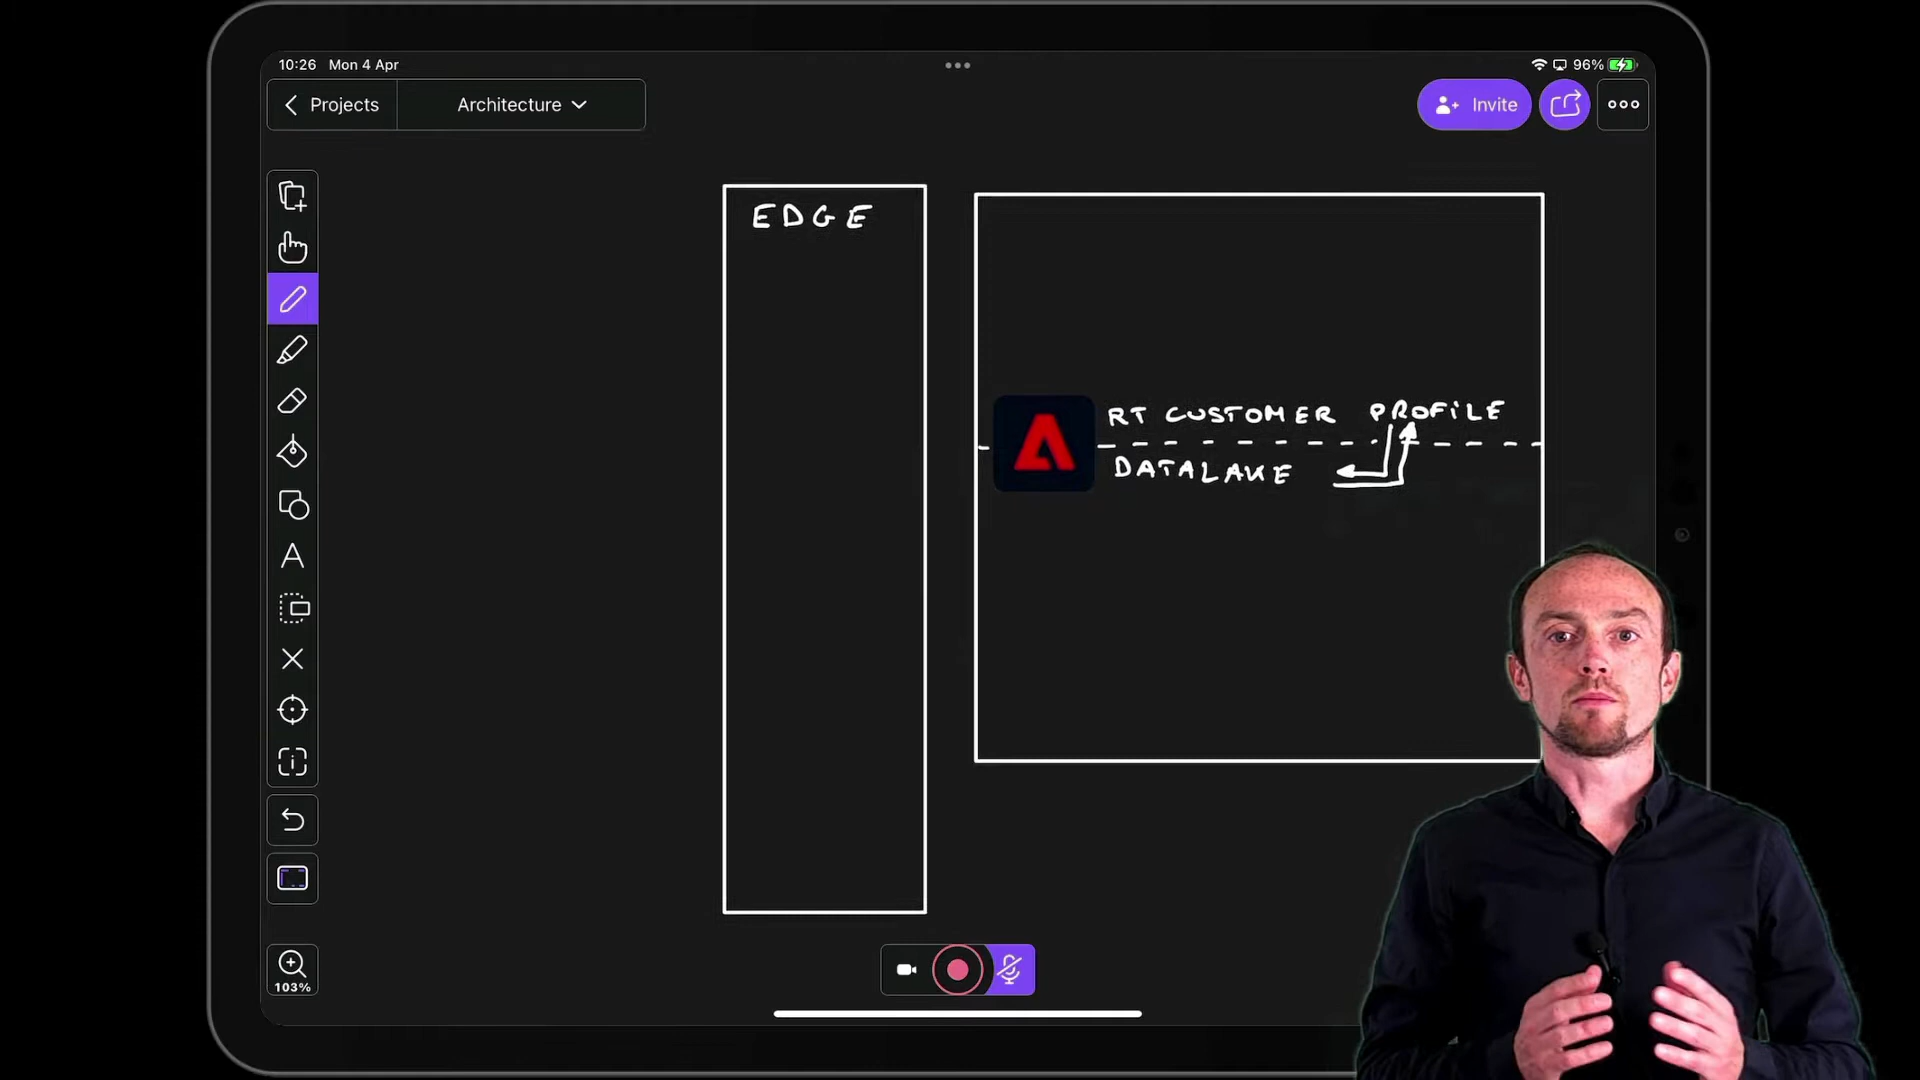 10:26 Mon 4 Apr
96%
Projects
Architecture
Invite
EDGE
RT CUSTOMER PROFILE
DATALAKE
A
103%